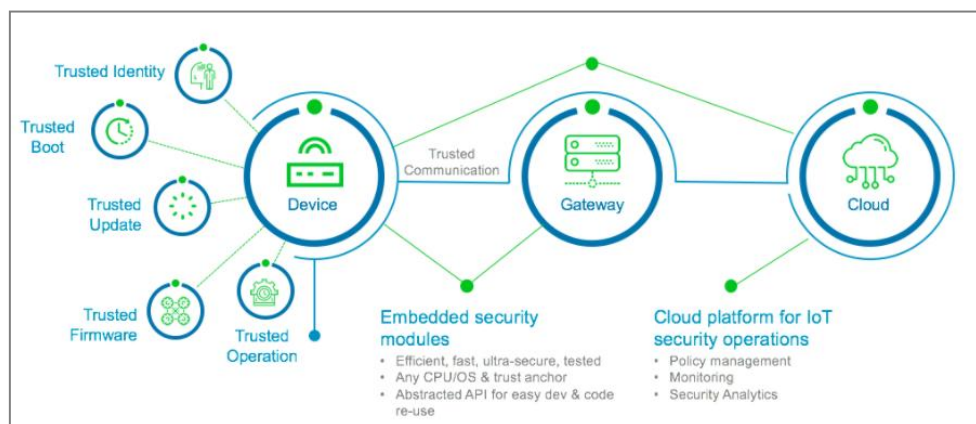 Trusted Identity
Trusted
Boot
Trusted
Update
Trusted
Firmware
Trusted
Operation
Device
Trusted
Communication
Gateway
Cloud
Embedded security
modules
• Efficient, fast, ultra-secure, tested
• Any CPU/OS & trust anchor
• Abstracted API for easy dev & code
re-use
Cloud platform for IoT
security operations
• Policy management
• Monitoring
• Security Analytics